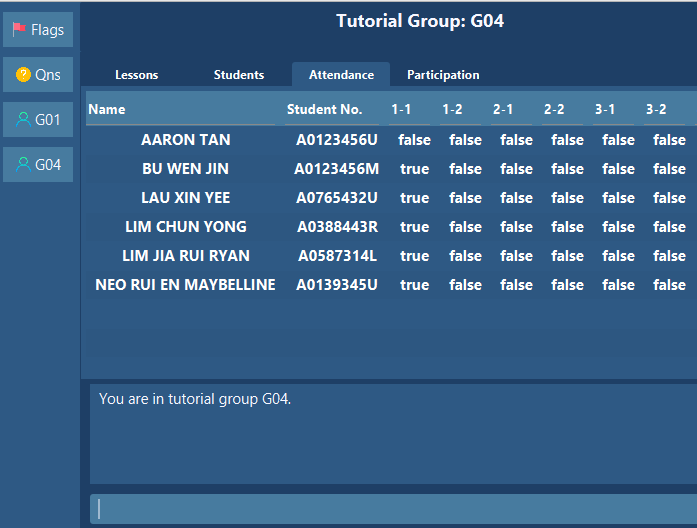 Tutorial Group: G04
Flags
Qns
G01
G04
Lessons Students Attendance Participation
Name Student No. 1-1 1-2 2-1 2-2 3-1 3-2
AARON TAN A0123456U false false false false false false
BU WEN JIN A0123456M true false false false false false
LAU XIN YEE A0765432U true false false false false false
LIM CHUN YONG A0388443R true false false false false false
LIM JIA RUI RYAN A0587314L true false false false false false
NEO RUI EN MAYBELLINE A0139345U true false false false false false
You are in tutorial group G04.